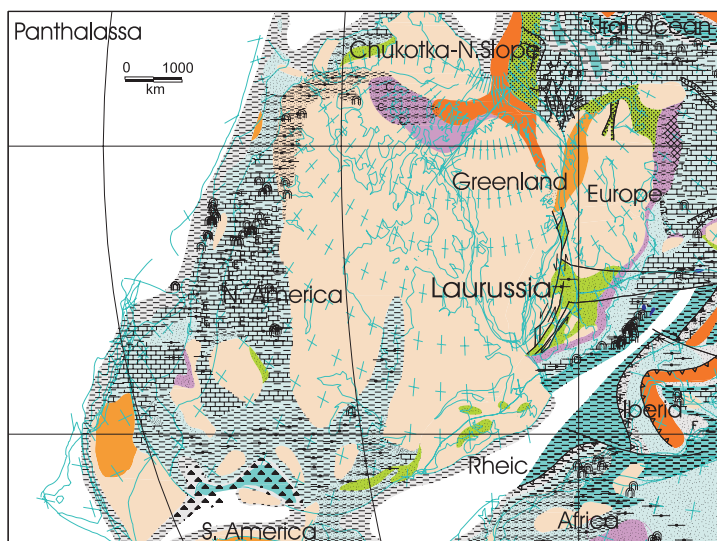 Panthalassa
Chukotka-N.Slope
Ural Ocean
0 1000
km
C
C
C
C
Greenland
Europe
N. America
Laurussia
Iberia
F
F
Rheic
S. America
Africa